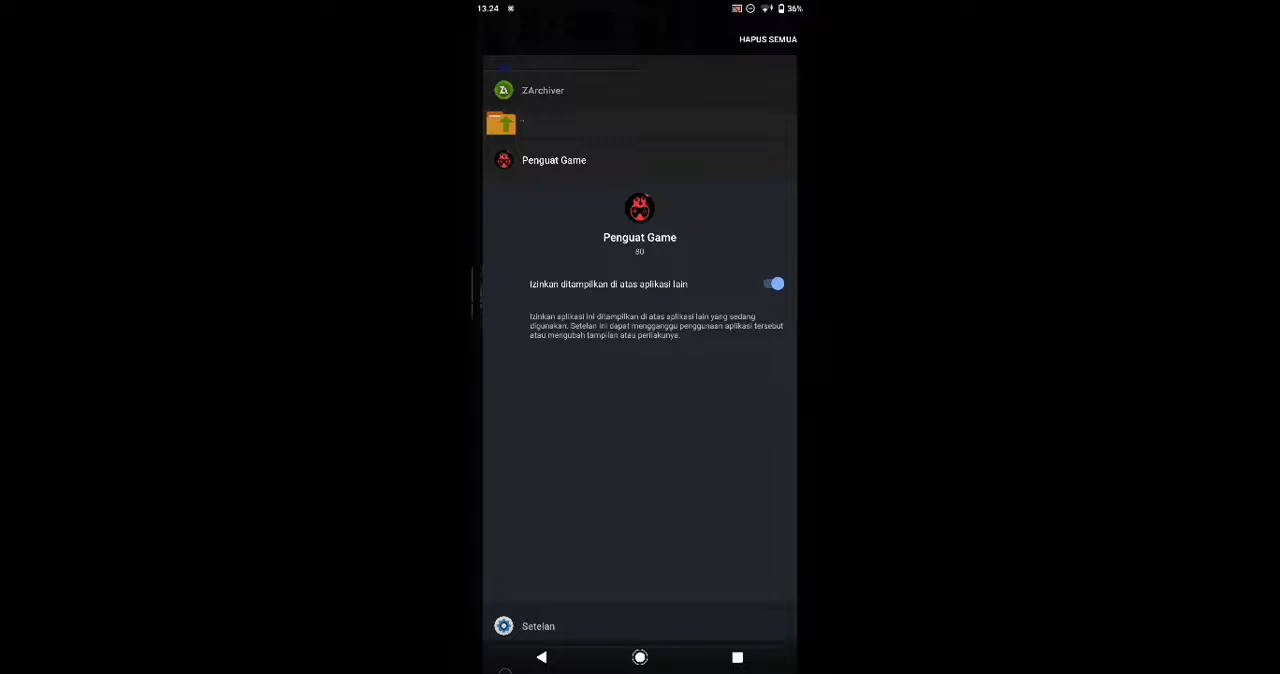 13.24
36%
HAPUS SEMUA
ZArchiver
..
Penguat Game
Penguat Game
80
Izinkan ditampilkan di atas aplikasi lain
Izinkan aplikasi ini ditampilkan di atas aplikasi lain yang sedang
digunakan. Setelan ini dapat mengganggu penggunaan aplikasi tersebut
atau mengubah tampilan atau perilakunya.
Setelan